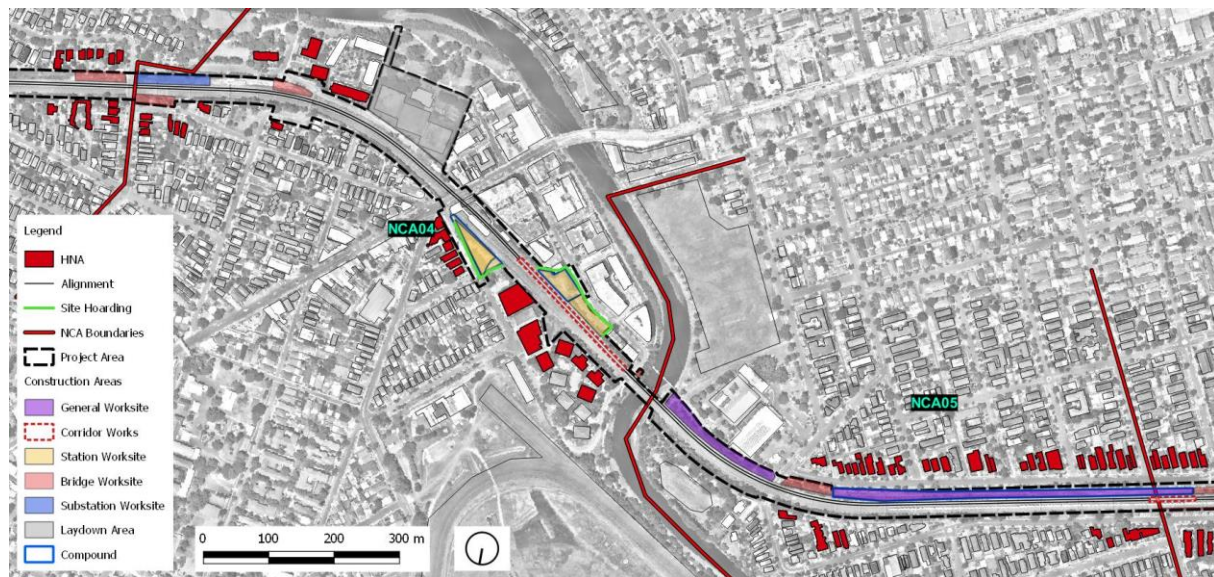 NCA04
NCA05
Legend
HNA
Alignment
Site Hoarding
NCA Boundaries
Project Area
Construction Areas
General Worksite
Corridor Works
Station Worksite
Bridge Worksite
Substation Worksite
Laydown Area
Compound
0 100 200 300 m